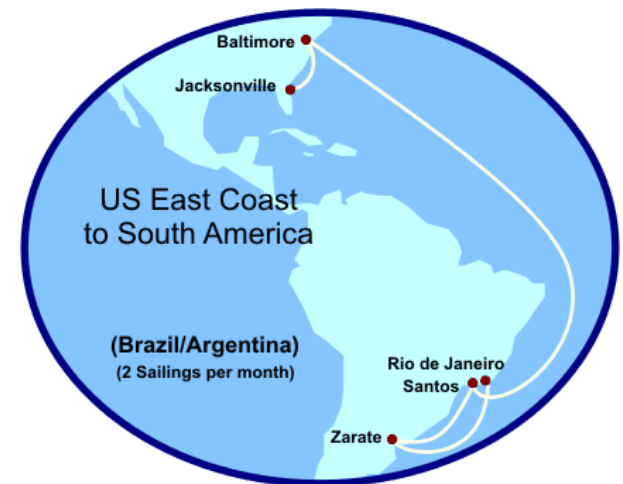 Baltimore
Jacksonville
US East Coast
to South America
(Brazil/Argentina)
(2 Sailings per month)
Rio de Janeiro
Santos
Zarate